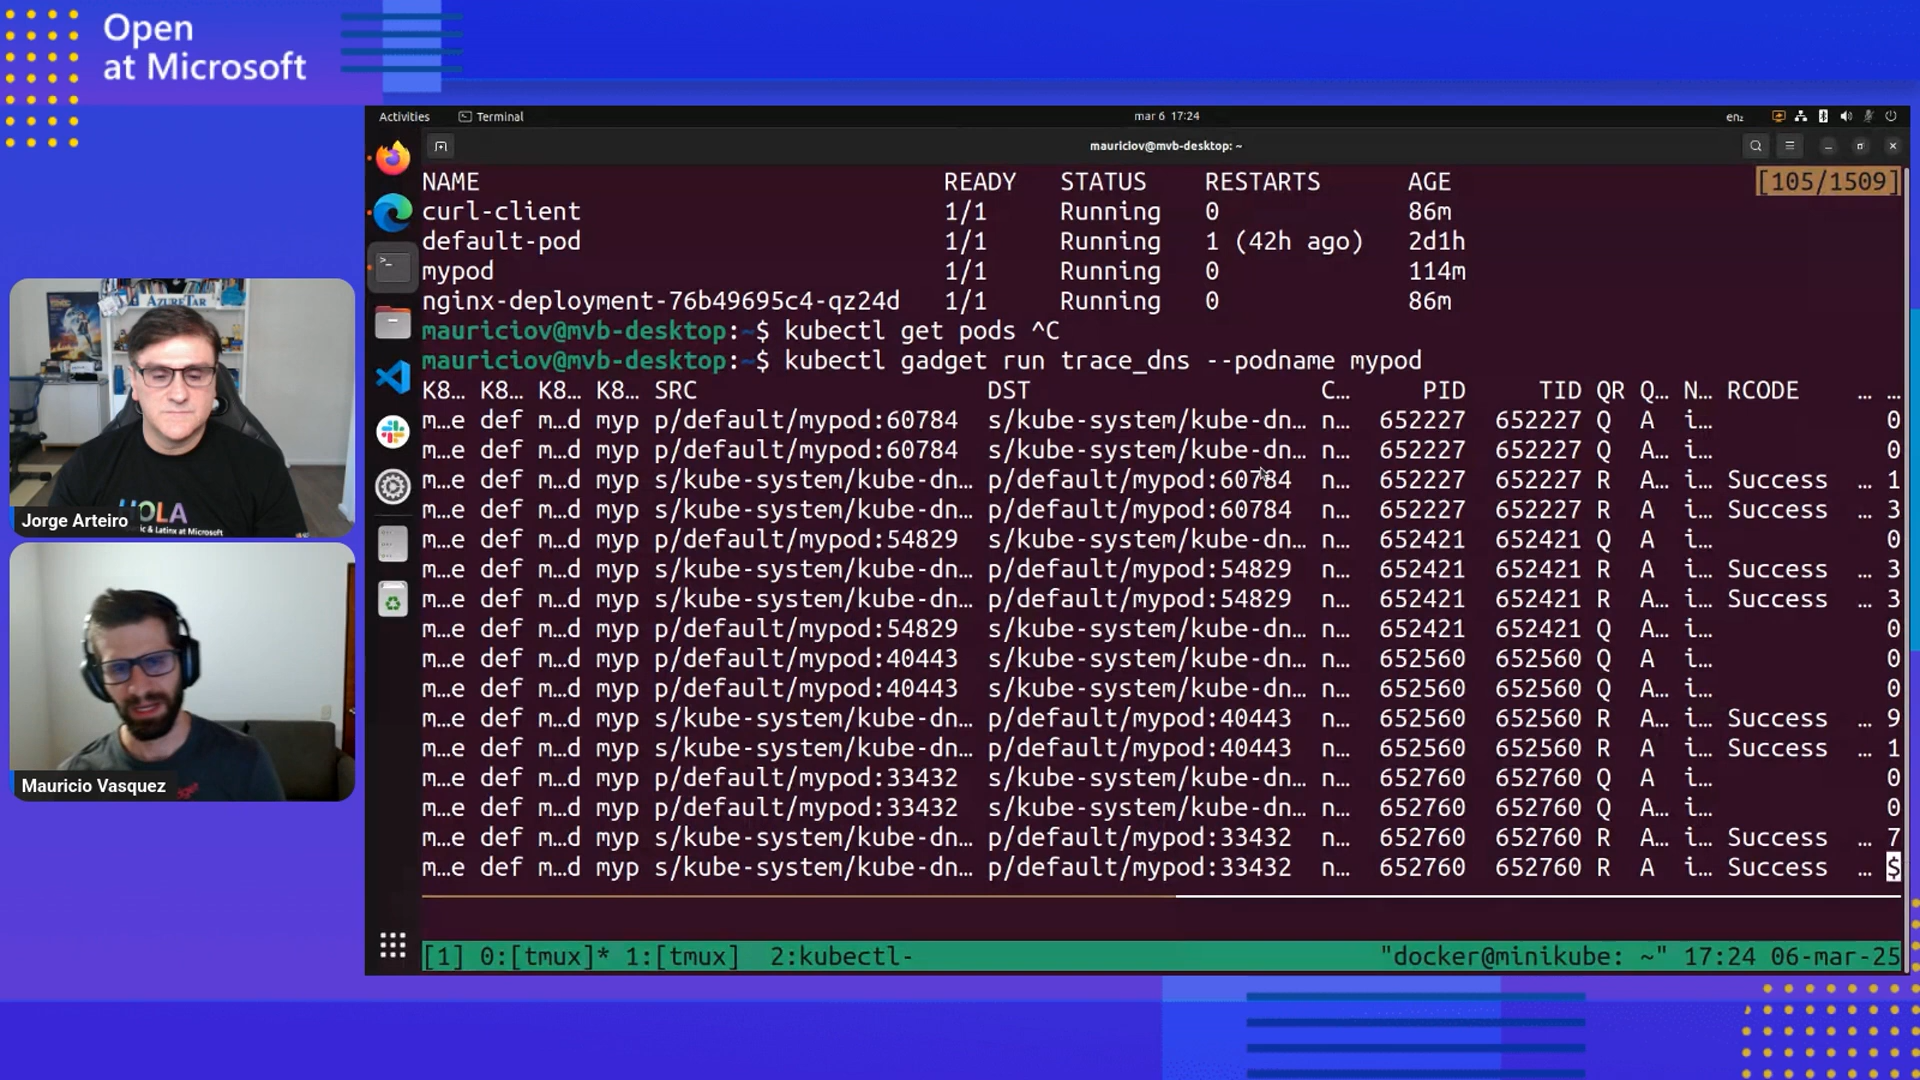 Open
at Microsoft
Activities Terminal mar 6 17:24 en₂
mauriciov@mvb-desktop: ~
NAME READY STATUS RESTARTS AGE [105/1509]
curl-client 1/1 Running 0 86m
default-pod 1/1 Running 1 (42h ago) 2d1h
mypod 1/1 Running 0 114m
nginx-deployment-76b49695c4-qz24d 1/1 Running 0 86m
mauriciov@mvb-desktop:~$ kubectl get pods ^C
mauriciov@mvb-desktop:~$ kubectl gadget run trace_dns --podname mypod
K8… K8… K8… K8… SRC DST C… PID TID QR Q… N… RCODE … …
m…e def m…d myp p/default/mypod:60784 s/kube-system/kube-dn… n… 652227 652227 Q A i… 0
m…e def m…d myp p/default/mypod:60784 s/kube-system/kube-dn… n… 652227 652227 Q A… i… 0
m…e def m…d myp s/kube-system/kube-dn… p/default/mypod:60784 n… 652227 652227 R A… i… Success … 1
m…e def m…d myp s/kube-system/kube-dn… p/default/mypod:60784 n… 652227 652227 R A i… Success … 3
m…e def m…d myp p/default/mypod:54829 s/kube-system/kube-dn… n… 652421 652421 Q A i… 0
m…e def m…d myp s/kube-system/kube-dn… p/default/mypod:54829 n… 652421 652421 R A i… Success … 3
m…e def m…d myp s/kube-system/kube-dn… p/default/mypod:54829 n… 652421 652421 R A… i… Success … 3
m…e def m…d myp p/default/mypod:54829 s/kube-system/kube-dn… n… 652421 652421 Q A… i… 0
m…e def m…d myp p/default/mypod:40443 s/kube-system/kube-dn… n… 652560 652560 Q A i… 0
m…e def m…d myp p/default/mypod:40443 s/kube-system/kube-dn… n… 652560 652560 Q A… i… 0
m…e def m…d myp s/kube-system/kube-dn… p/default/mypod:40443 n… 652560 652560 R A… i… Success … 9
m…e def m…d myp s/kube-system/kube-dn… p/default/mypod:40443 n… 652560 652560 R A i… Success … 1
m…e def m…d myp p/default/mypod:33432 s/kube-system/kube-dn… n… 652760 652760 Q A i… 0
m…e def m…d myp p/default/mypod:33432 s/kube-system/kube-dn… n… 652760 652760 Q A… i… 0
m…e def m…d myp s/kube-system/kube-dn… p/default/mypod:33432 n… 652760 652760 R A… i… Success … 7
m…e def m…d myp s/kube-system/kube-dn… p/default/mypod:33432 n… 652760 652760 R A i… Success … $
[1] 0:[tmux]* 1:[tmux] 2:kubectl- "docker@minikube: ~" 17:24 06-mar-25
AZURETAR
OLA
c & Latinx at Microsoft
Jorge Arteiro
Mauricio Vasquez